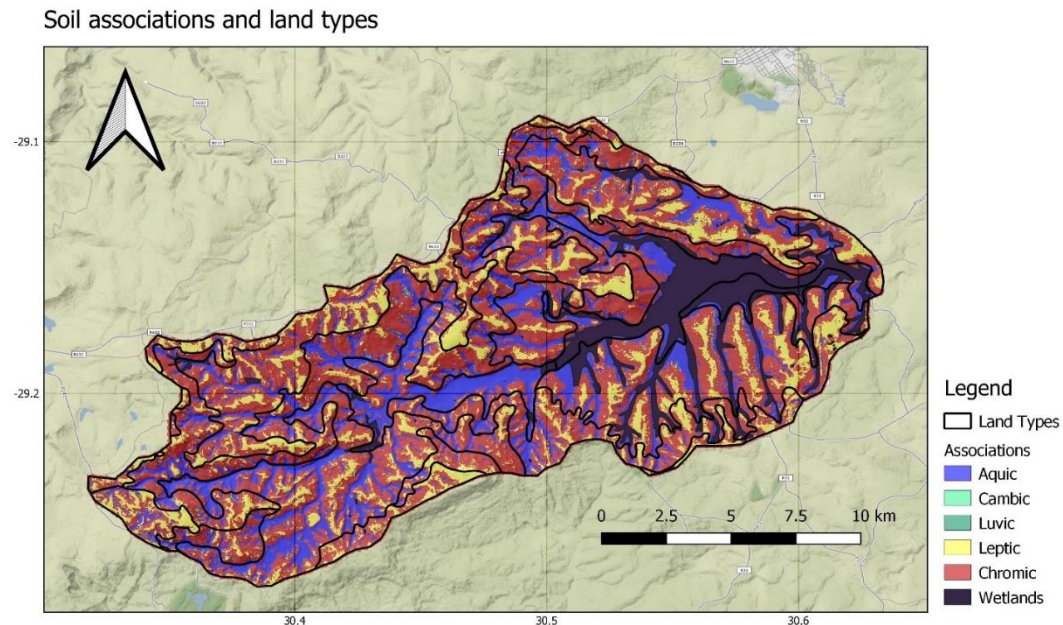 Soil associations and land types
-29.1
-29.2
30.4
30.5
30.6
0 2.5 5 7.5 10 km
Legend
Land Types
Associations
Aquic
Cambic
Luvic
Leptic
Chromic
Wetlands